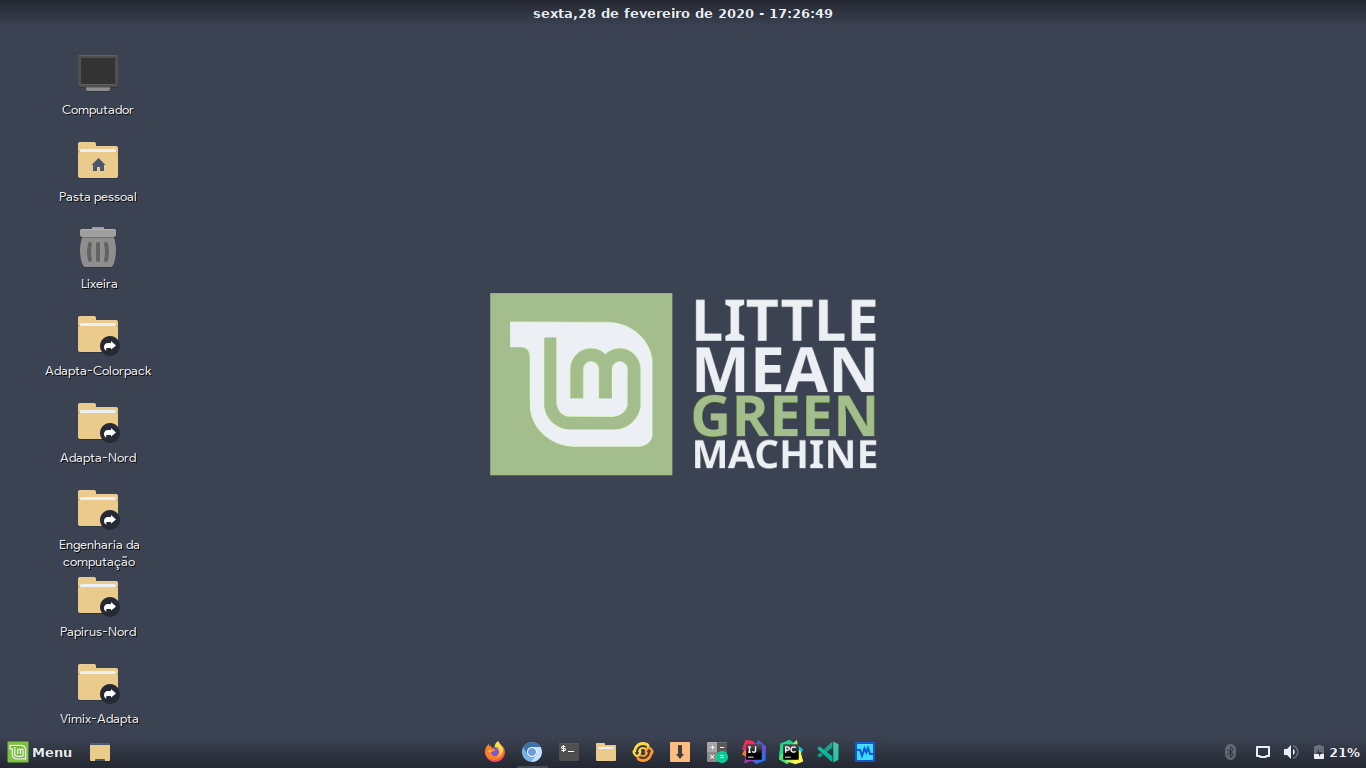 sexta,28 de fevereiro de 2020 - 17:26:49
Computador
Pasta pessoal
Lixeira
Adapta-Colorpack
Adapta-Nord
Engenharia da
computação
Papirus-Nord
Vimix-Adapta
LITTLE
MEAN
GREEN
MACHINE
Menu
$_
IJ
PC
21%